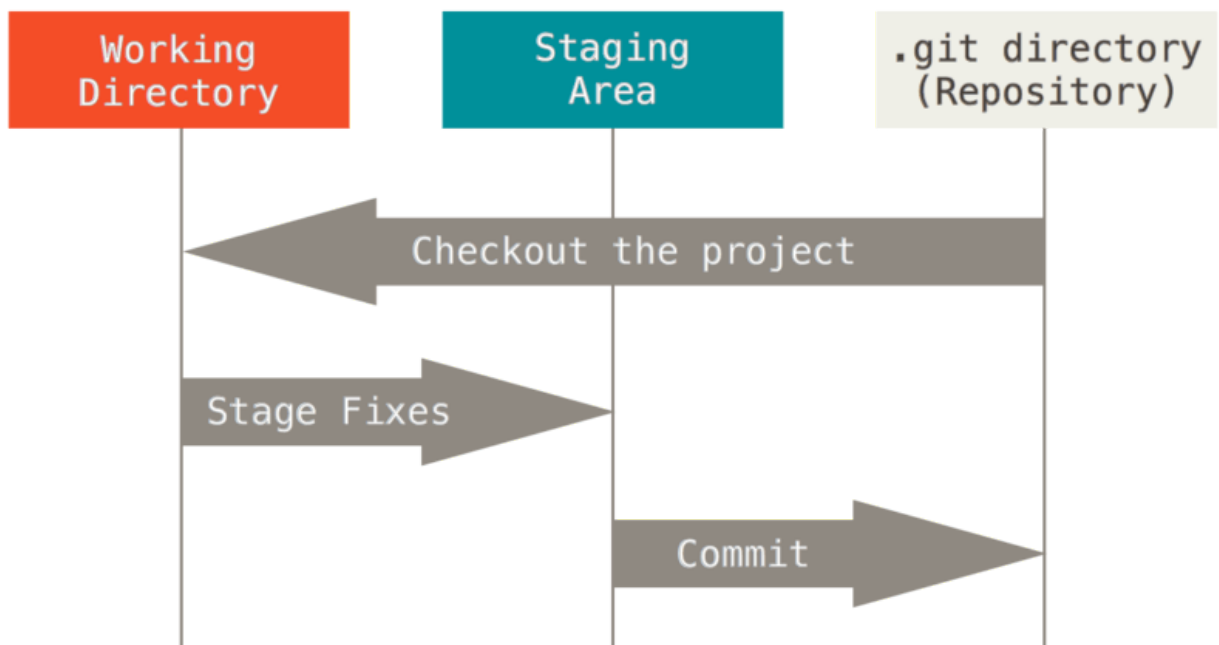 Working
Directory
Staging
Area
.git directory
(Repository)
Checkout the project
Stage Fixes
Commit